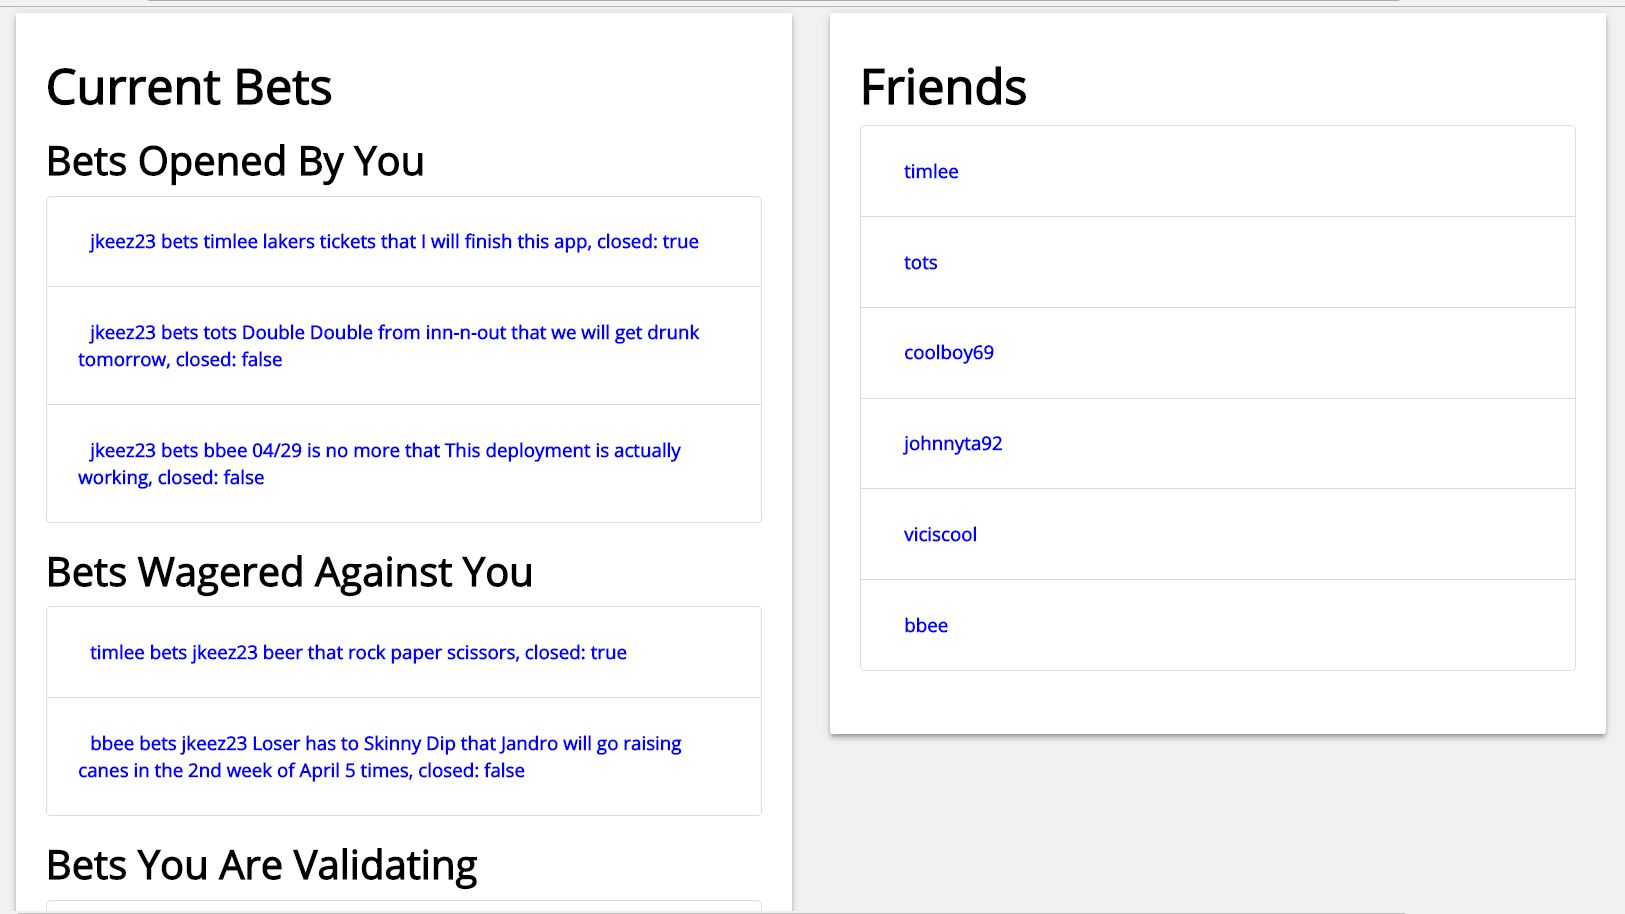 Current Bets
Bets Opened By You
jkeez23 bets timlee lakers tickets that I will finish this app, closed: true
jkeez23 bets tots Double Double from inn-n-out that we will get drunk
tomorrow, closed: false
jkeez23 bets bbee 04/29 is no more that This deployment is actually
working, closed: false
Bets Wagered Against You
timlee bets jkeez23 beer that rock paper scissors, closed: true
bbee bets jkeez23 Loser has to Skinny Dip that Jandro will go raising
canes in the 2nd week of April 5 times, closed: false
Bets You Are Validating
Friends
timlee
tots
coolboy69
johnnyta92
viciscool
bbee